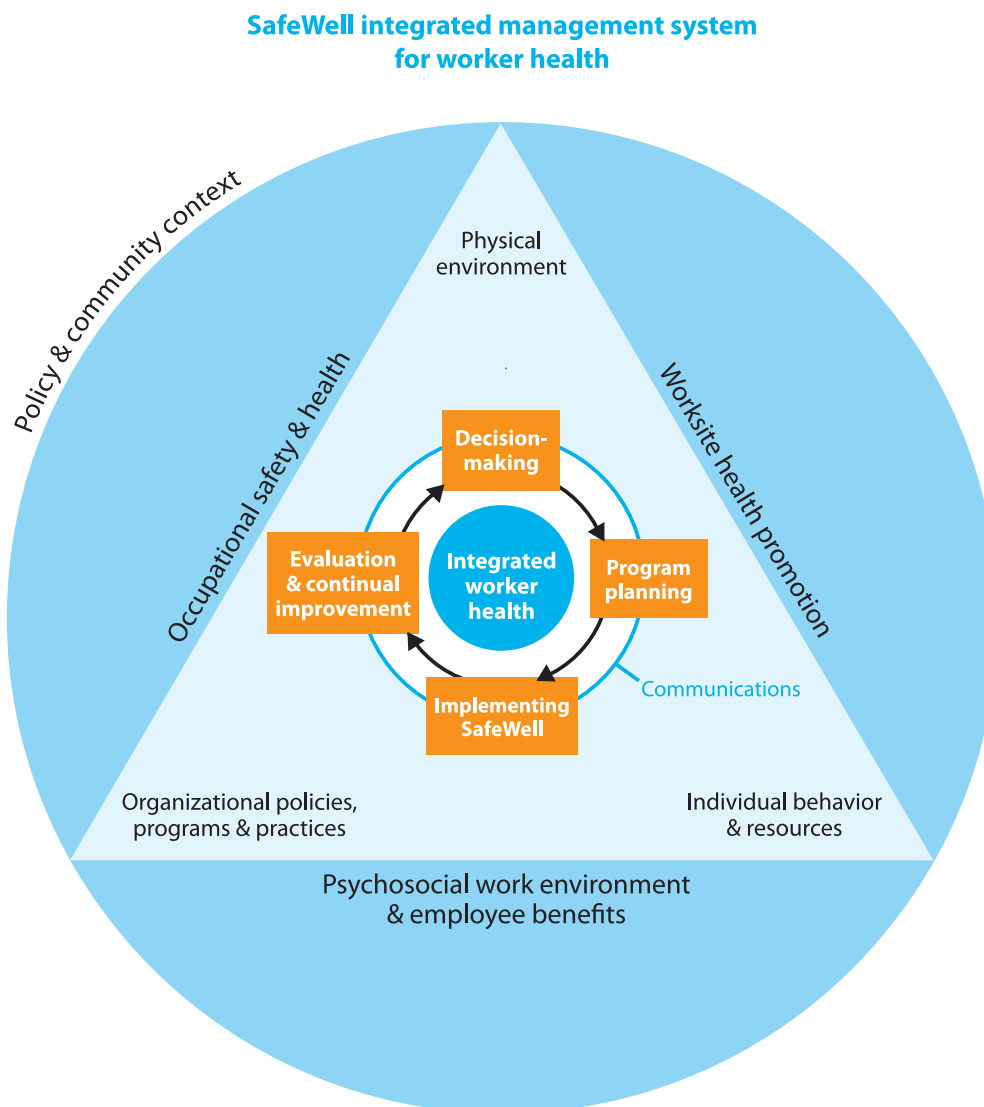 SafeWell integrated management system
for worker health
Policy & community context
Physical
environment
Occupational safety & health
Worksite health promotion
Decision-
making
Evaluation
& continual
improvement
Integrated
worker
health
Program
planning
Implementing
SafeWell
Communications
Organizational policies,
programs & practices
Individual behavior
& resources
Psychosocial work environment
& employee benefits